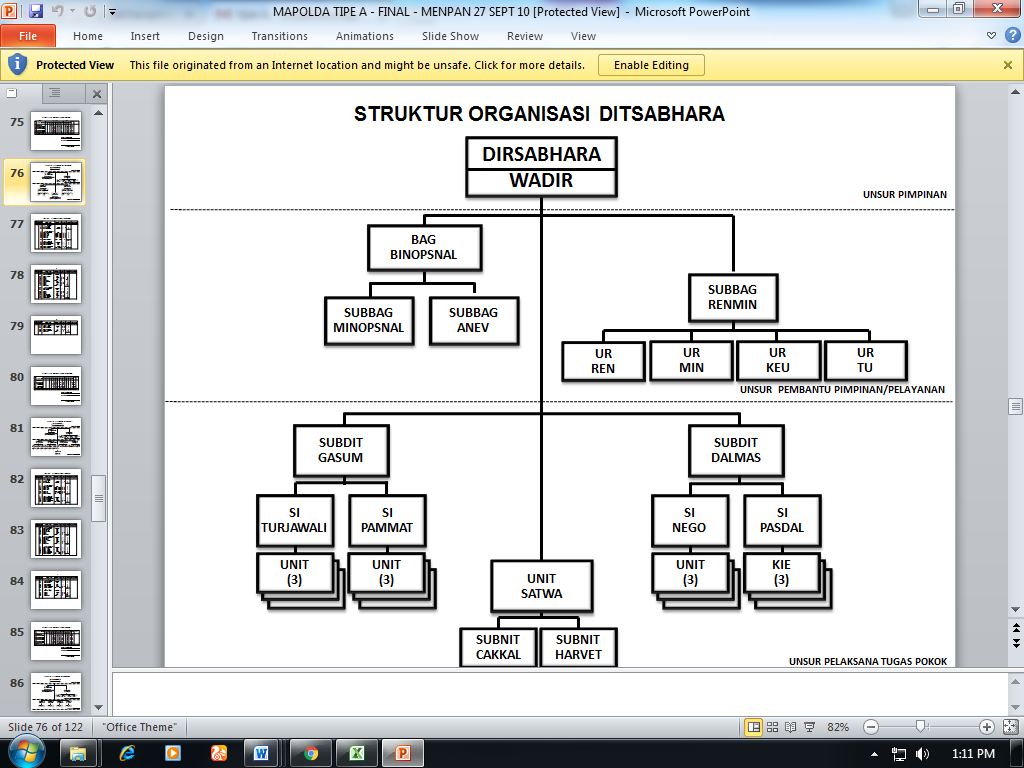 MAPOLDA TIPE A - FINAL - MENPAN 27 SEPT 10 [Protected View] - Microsoft PowerPoint
File Home Insert Design Transitions Animations Slide Show Review View
Protected View This file originated from an Internet location and might be unsafe. Click for more details. Enable Editing
75
76
77
78
79
80
81
82
83
84
85
86
STRUKTUR ORGANISASI DITSABHARA
DIRSABHARA
WADIR
UNSUR PIMPINAN
BAG
BINOPSNAL
SUBBAG
MINOPSNAL
SUBBAG
ANEV
SUBBAG
RENMIN
UR
REN
UR
MIN
UR
KEU
UR
TU
UNSUR PEMBANTU PIMPINAN/PELAYANAN
SUBDIT
GASUM
SUBDIT
DALMAS
SI
TURJAWALI
SI
PAMMAT
SI
NEGO
SI
PASDAL
UNIT
(3)
UNIT
(3)
UNIT
(3)
KIE
(3)
UNIT
SATWA
SUBNIT
CAKKAL
SUBNIT
HARVET
UNSUR PELAKSANA TUGAS POKOK
Slide 76 of 122 "Office Theme" 82%
1:11 PM